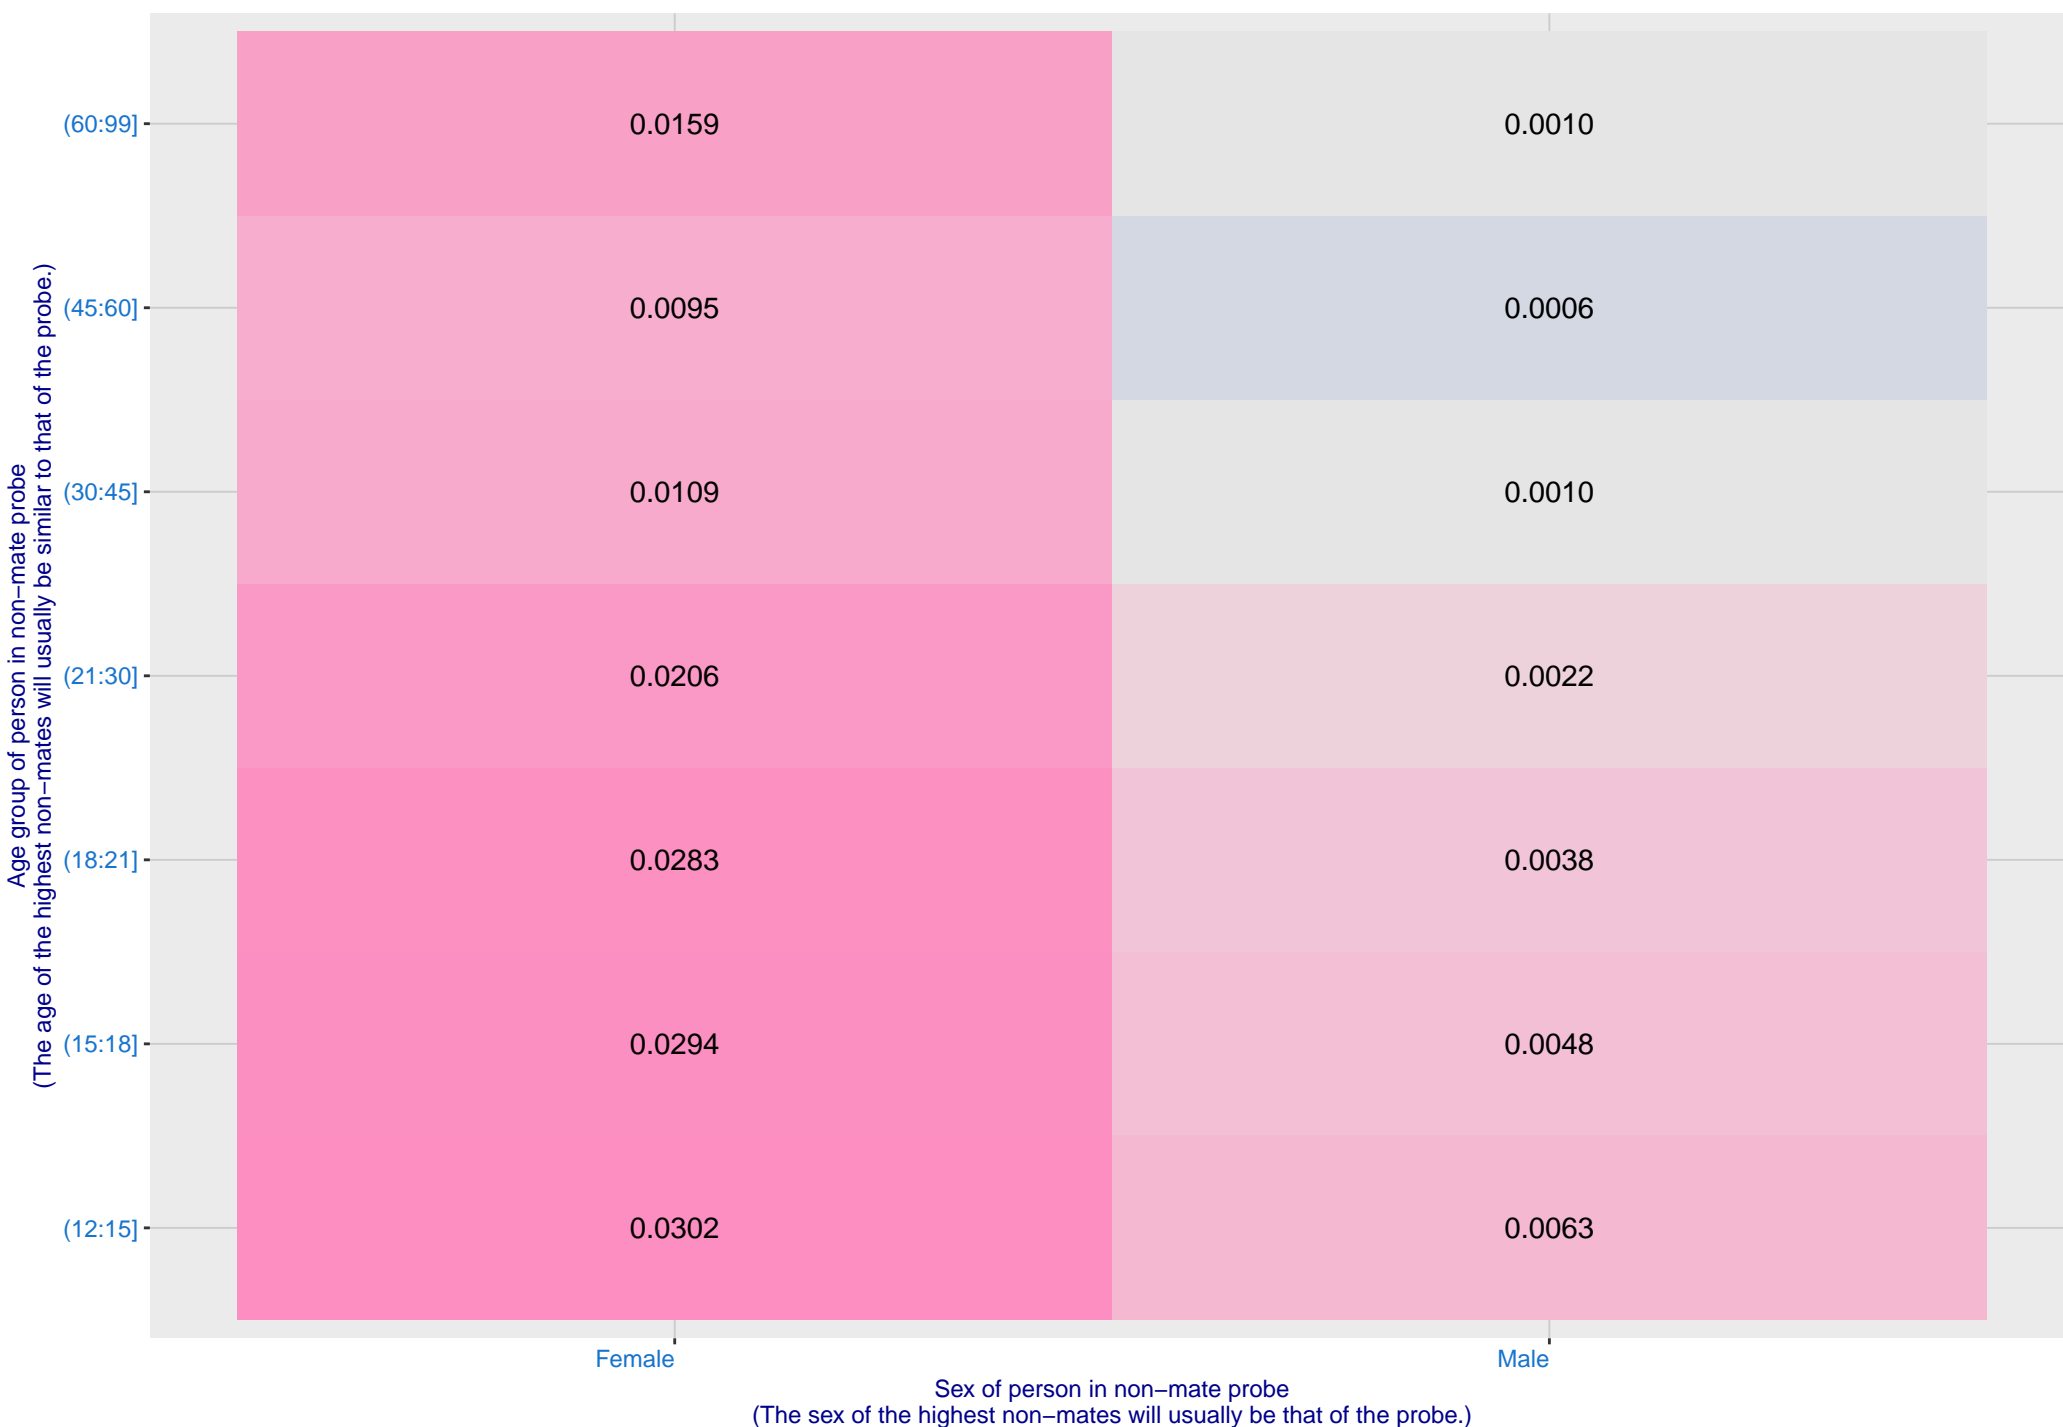 Age group of person in non−mate probe
(The age of the highest non−mates will usually be similar to that of the probe.)
(60:99] 0.0159 0.0010
(45:60] 0.0095 0.0006
(30:45] 0.0109 0.0010
(21:30] 0.0206 0.0022
(18:21] 0.0283 0.0038
(15:18] 0.0294 0.0048
(12:15] 0.0302 0.0063
Female Male
Sex of person in non−mate probe
(The sex of the highest non−mates will usually be that of the probe.)